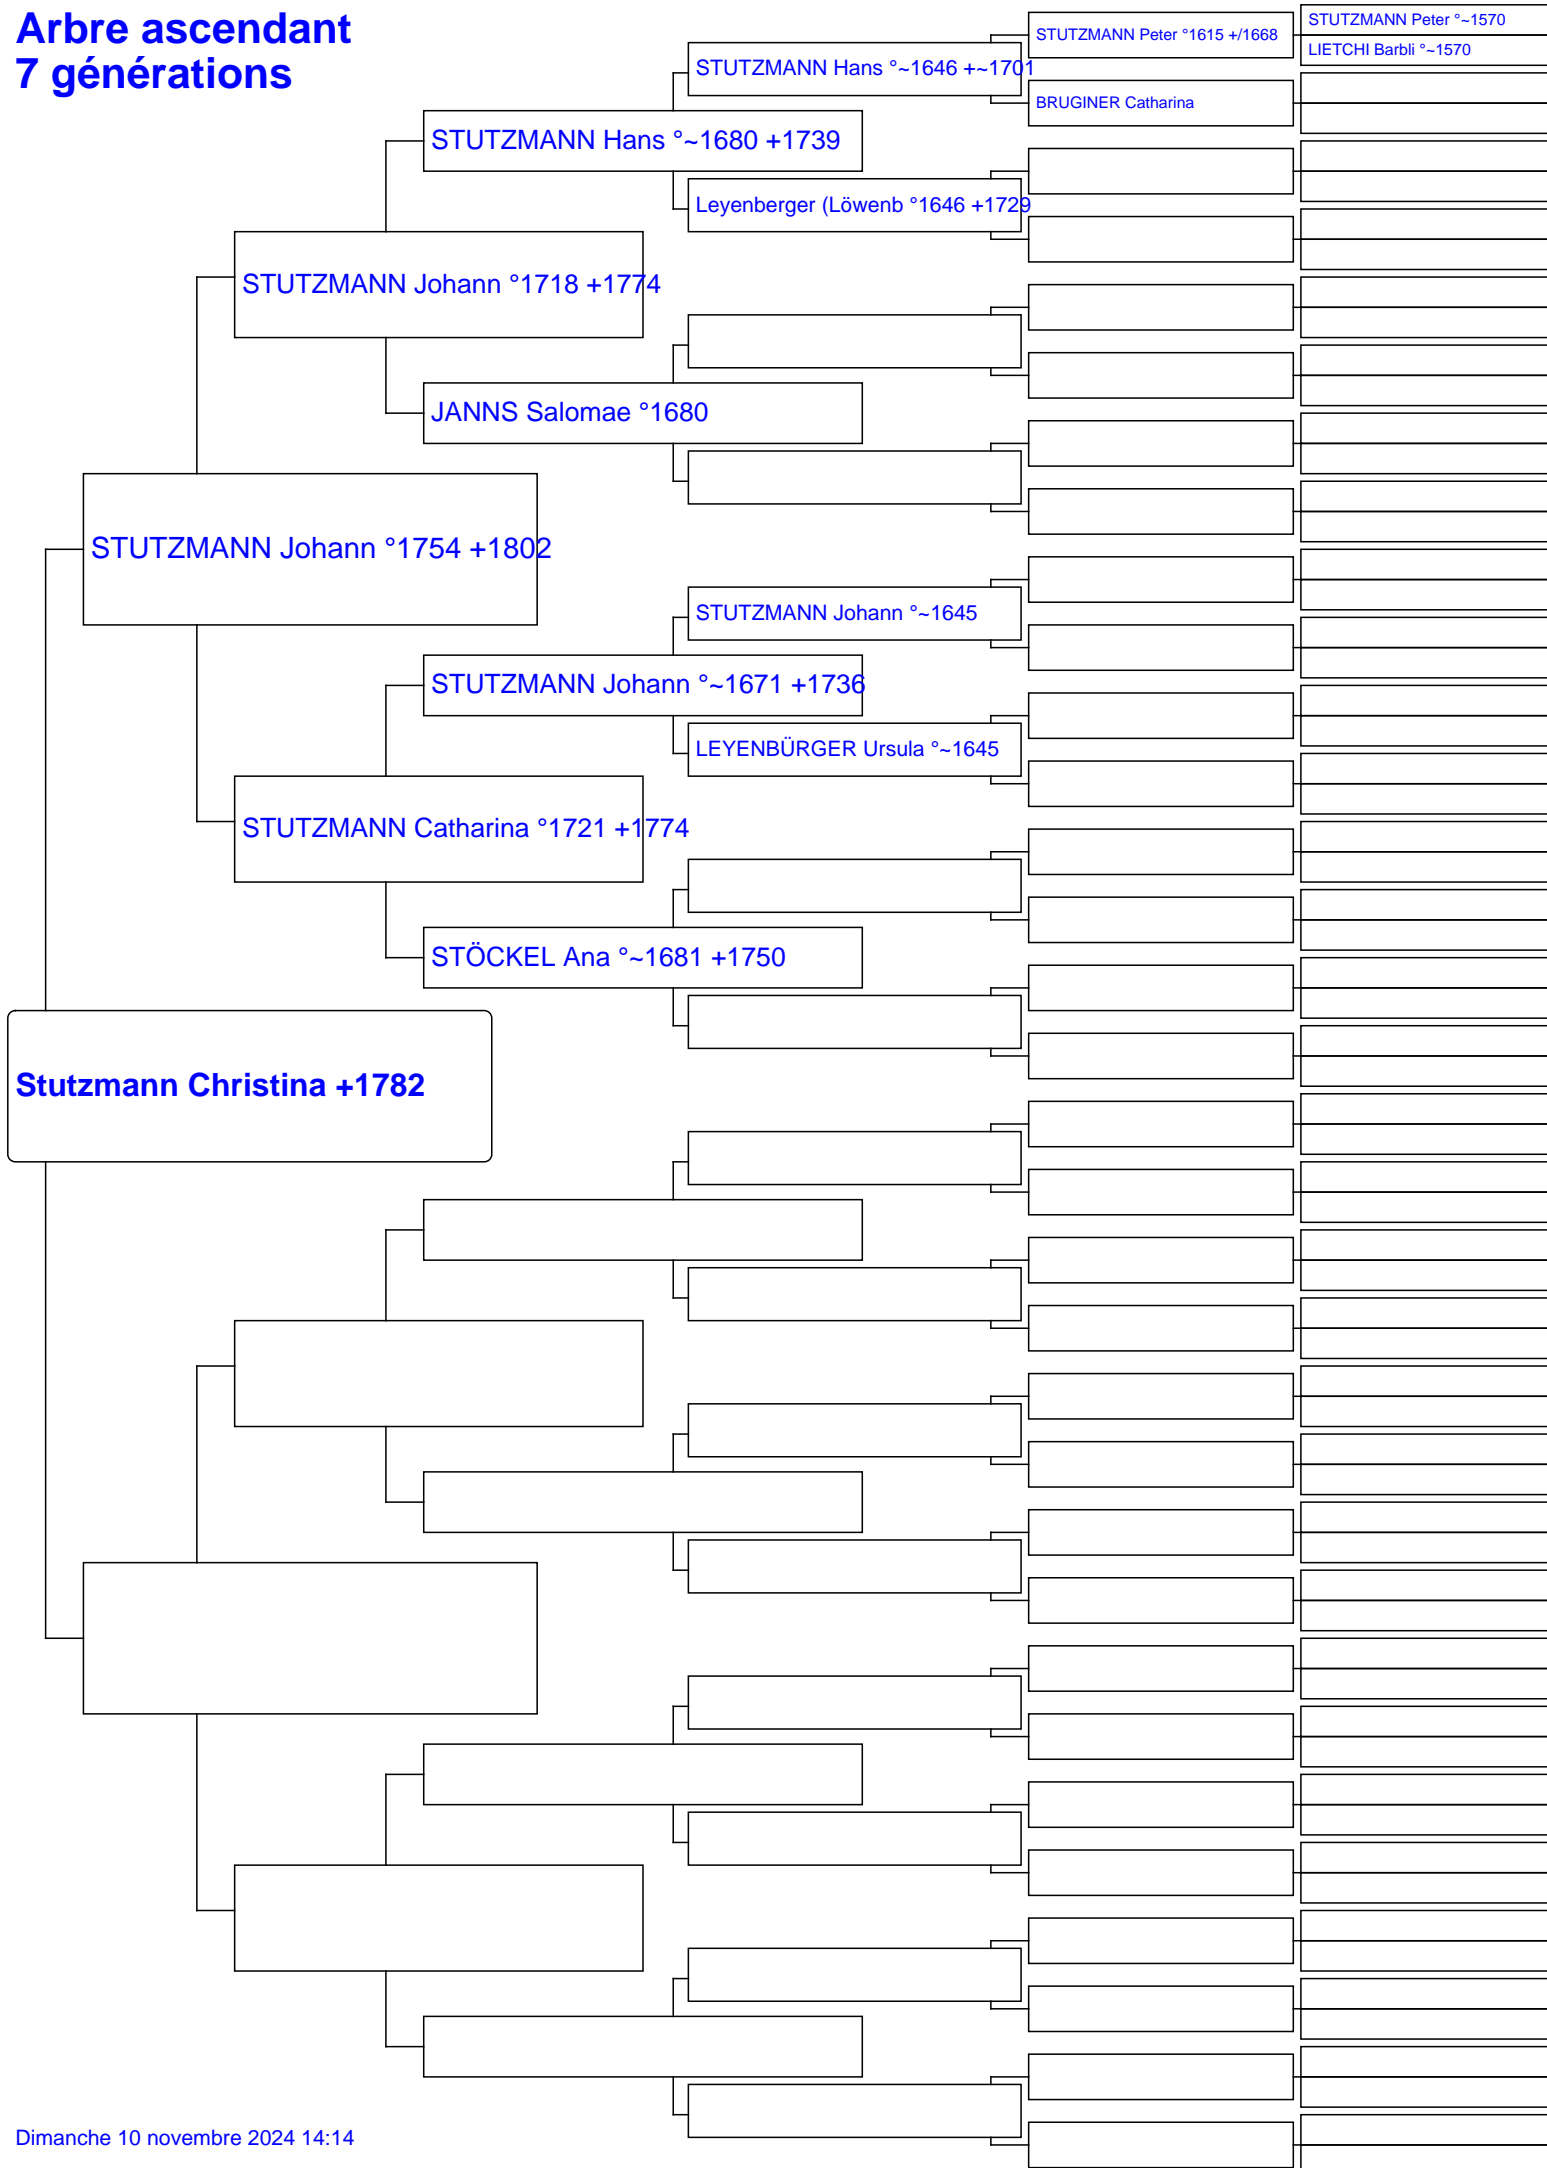 Arbre ascendant
7 générations
STUTZMANN Peter °~1570
LIETCHI Barbli °~1570
STUTZMANN Peter °1615 +/1668
STUTZMANN Hans °~1646 +~1701
BRUGINER Catharina
STUTZMANN Hans °~1680 +1739
Leyenberger (Löwenb °1646 +1729
STUTZMANN Johann °1718 +1774
JANNS Salomae °1680
STUTZMANN Johann °1754 +1802
STUTZMANN Johann °~1645
STUTZMANN Johann °~1671 +1736
LEYENBÜRGER Ursula °~1645
STUTZMANN Catharina °1721 +1774
STÖCKEL Ana °~1681 +1750
Stutzmann Christina +1782
Dimanche 10 novembre 2024 14:14